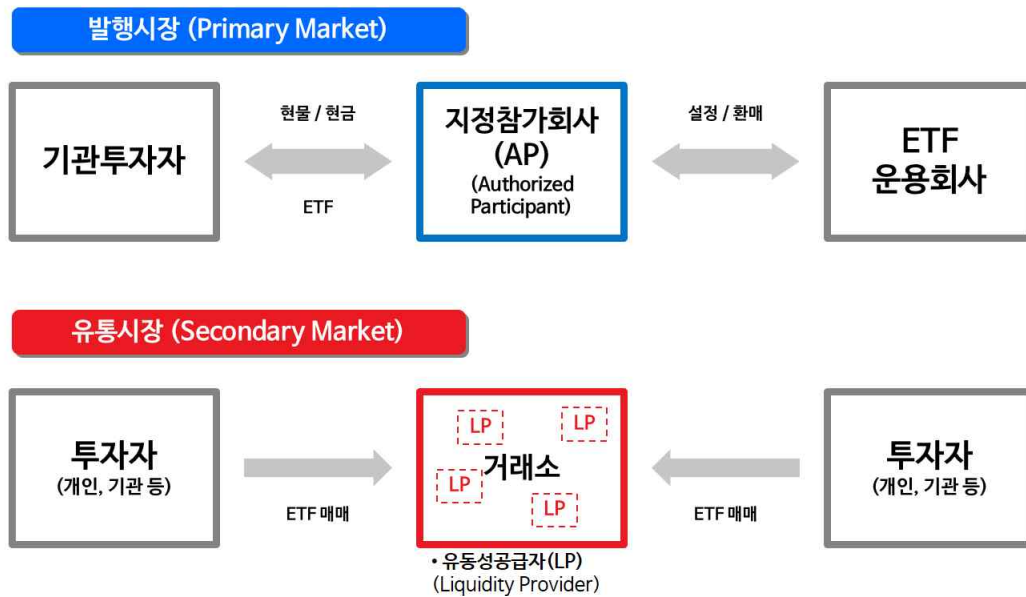 발행시장 (Primary Market)
기관투자자
현물 / 현금
ETF
지정참가회사
(AP)
(Authorized
Participant)
설정 / 환매
ETF
운용회사
유통시장 (Secondary Market)
투자자
(개인, 기관 등)
ETF 매매
LP
LP
거래소
LP
LP
ETF 매매
투자자
(개인, 기관 등)
• 유동성공급자(LP)
(Liquidity Provider)